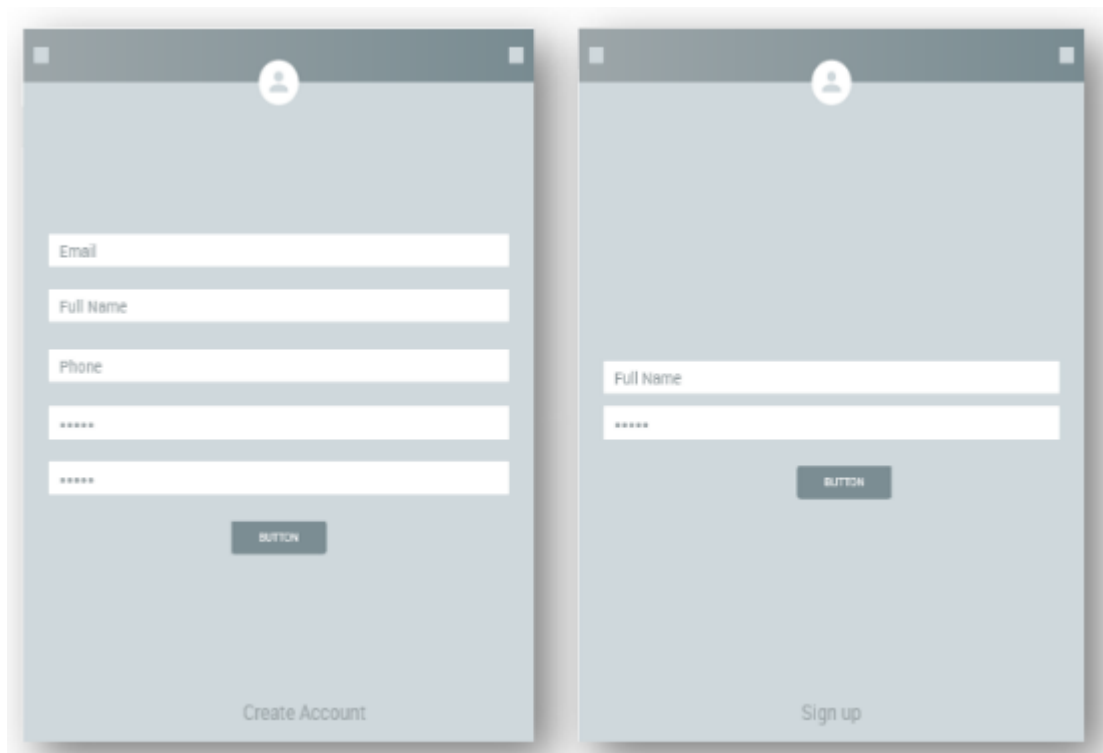 Email
Full Name
Phone
*****
*****
BUTTON
Create Account
Full Name
*****
BUTTON
Sign up